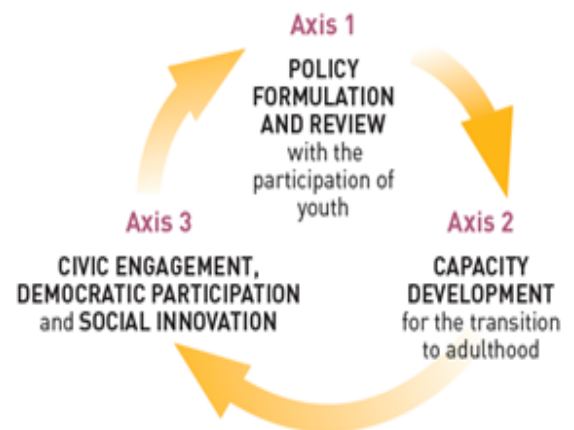 Axis 1
POLICY
FORMULATION
AND REVIEW
with the
participation of
youth
Axis 2
CAPACITY
DEVELOPMENT
for the transition
to adulthood
Axis 3
CIVIC ENGAGEMENT,
DEMOCRATIC PARTICIPATION
and SOCIAL INNOVATION